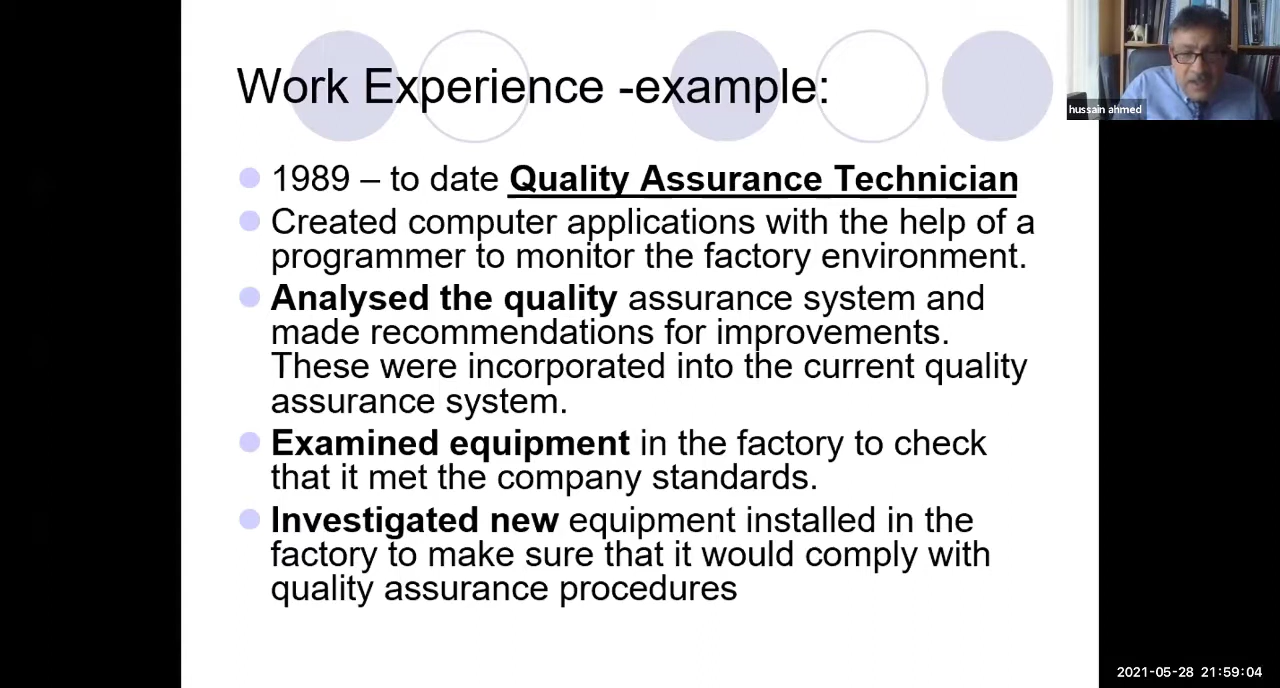 Work Experience -example:
hussain ahmed
1989 – to date Quality Assurance Technician
Created computer applications with the help of a
programmer to monitor the factory environment.
Analysed the quality assurance system and
made recommendations for improvements.
These were incorporated into the current quality
assurance system.
Examined equipment in the factory to check
that it met the company standards.
Investigated new equipment installed in the
factory to make sure that it would comply with
quality assurance procedures
2021-05-28 21:59:04